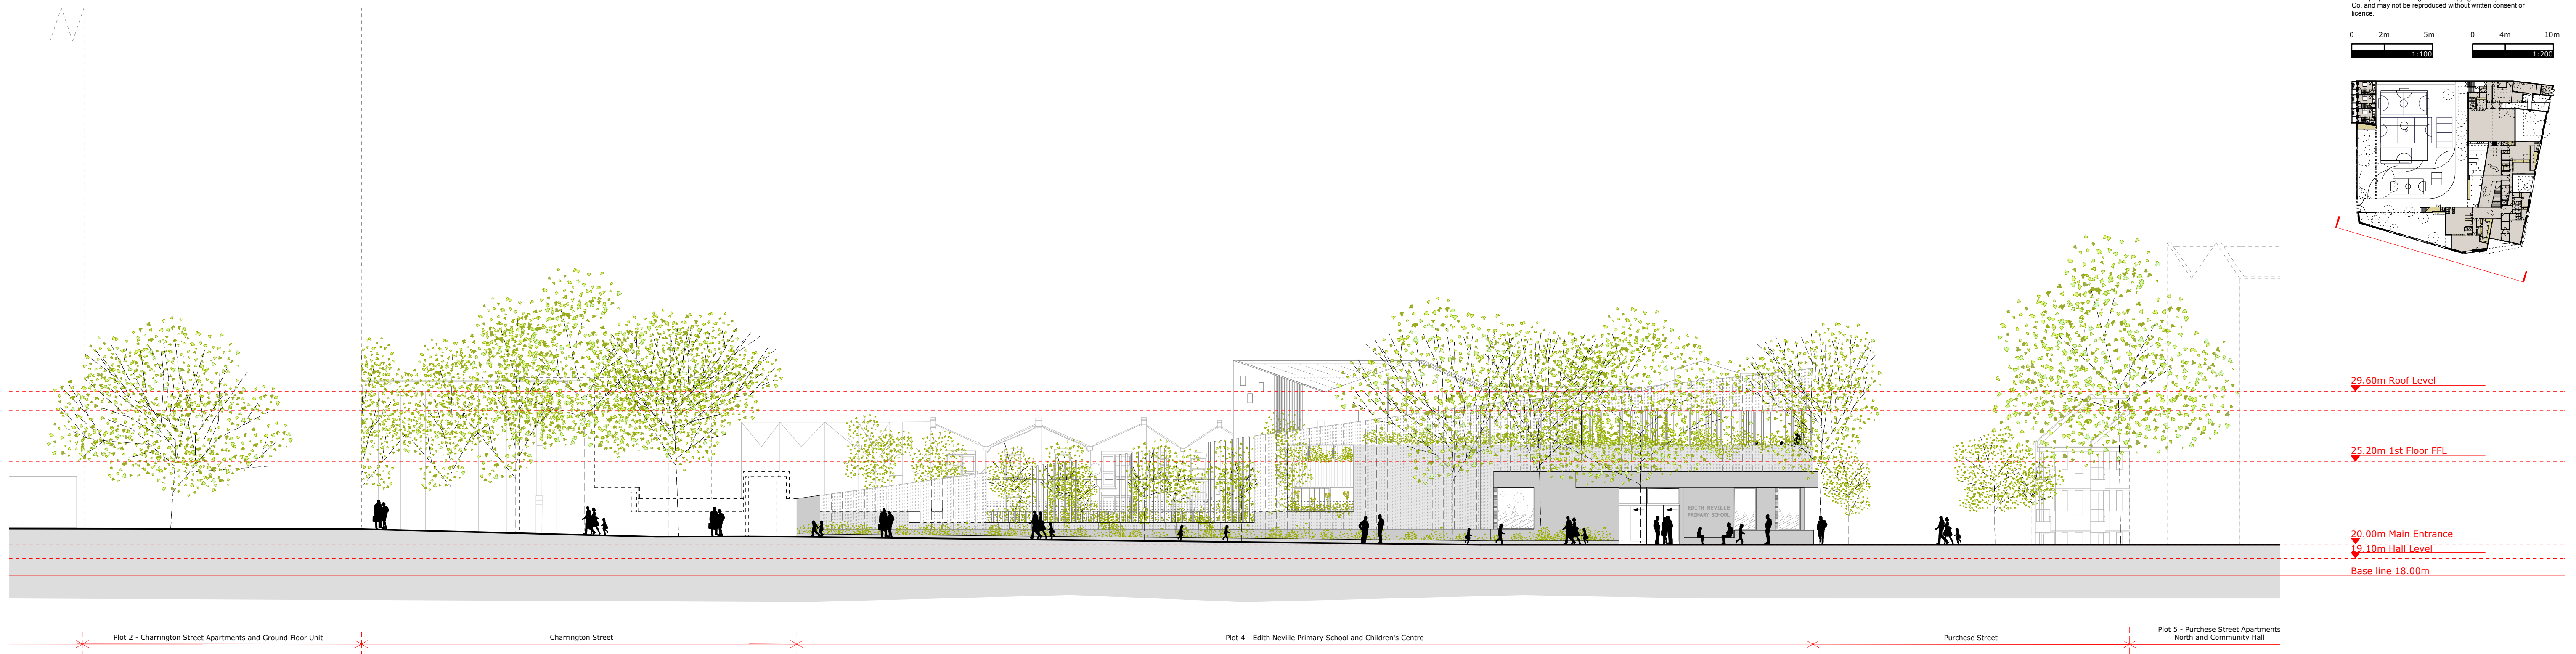 Co. and may not be reproduced without written consent or
licence.
0 2m 5m
1:100
0 4m 10m
1:200
29.60m Roof Level
25.20m 1st Floor FFL
20.00m Main Entrance
19.10m Hall Level
Base line 18.00m
EDITH NEVILLE
PRIMARY SCHOOL
Plot 2 - Charrington Street Apartments and Ground Floor Unit
Charrington Street
Plot 4 - Edith Neville Primary School and Children's Centre
Purchese Street
Plot 5 - Purchese Street Apartments
North and Community Hall